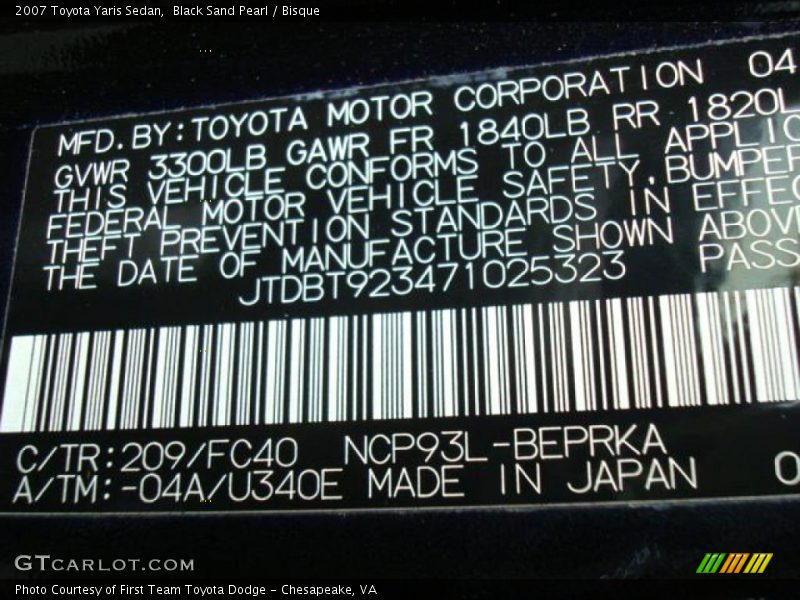 2007 Toyota Yaris Sedan,  Black Sand Pearl / Bisque
MFD. BY: TOYOTA MOTOR CORPORATION 04
GVWR 3300LB GAWR FR 1840LB RR 1820L
THIS VEHICLE CONFORMS TO ALL APPLIC
FEDERAL MOTOR VEHICLE SAFETY, BUMPER
THEFT PREVENTION STANDARDS IN EFFEC
THE DATE OF MANUFACTURE SHOWN ABOVE
JTDBT923471025323 PASS
C/TR: 209/FC40 NCP93L-BEPRKA
A/TM: -04A/U340E MADE IN JAPAN 0
GTCARLOT.COM
Photo Courtesy of First Team Toyota Dodge - Chesapeake, VA